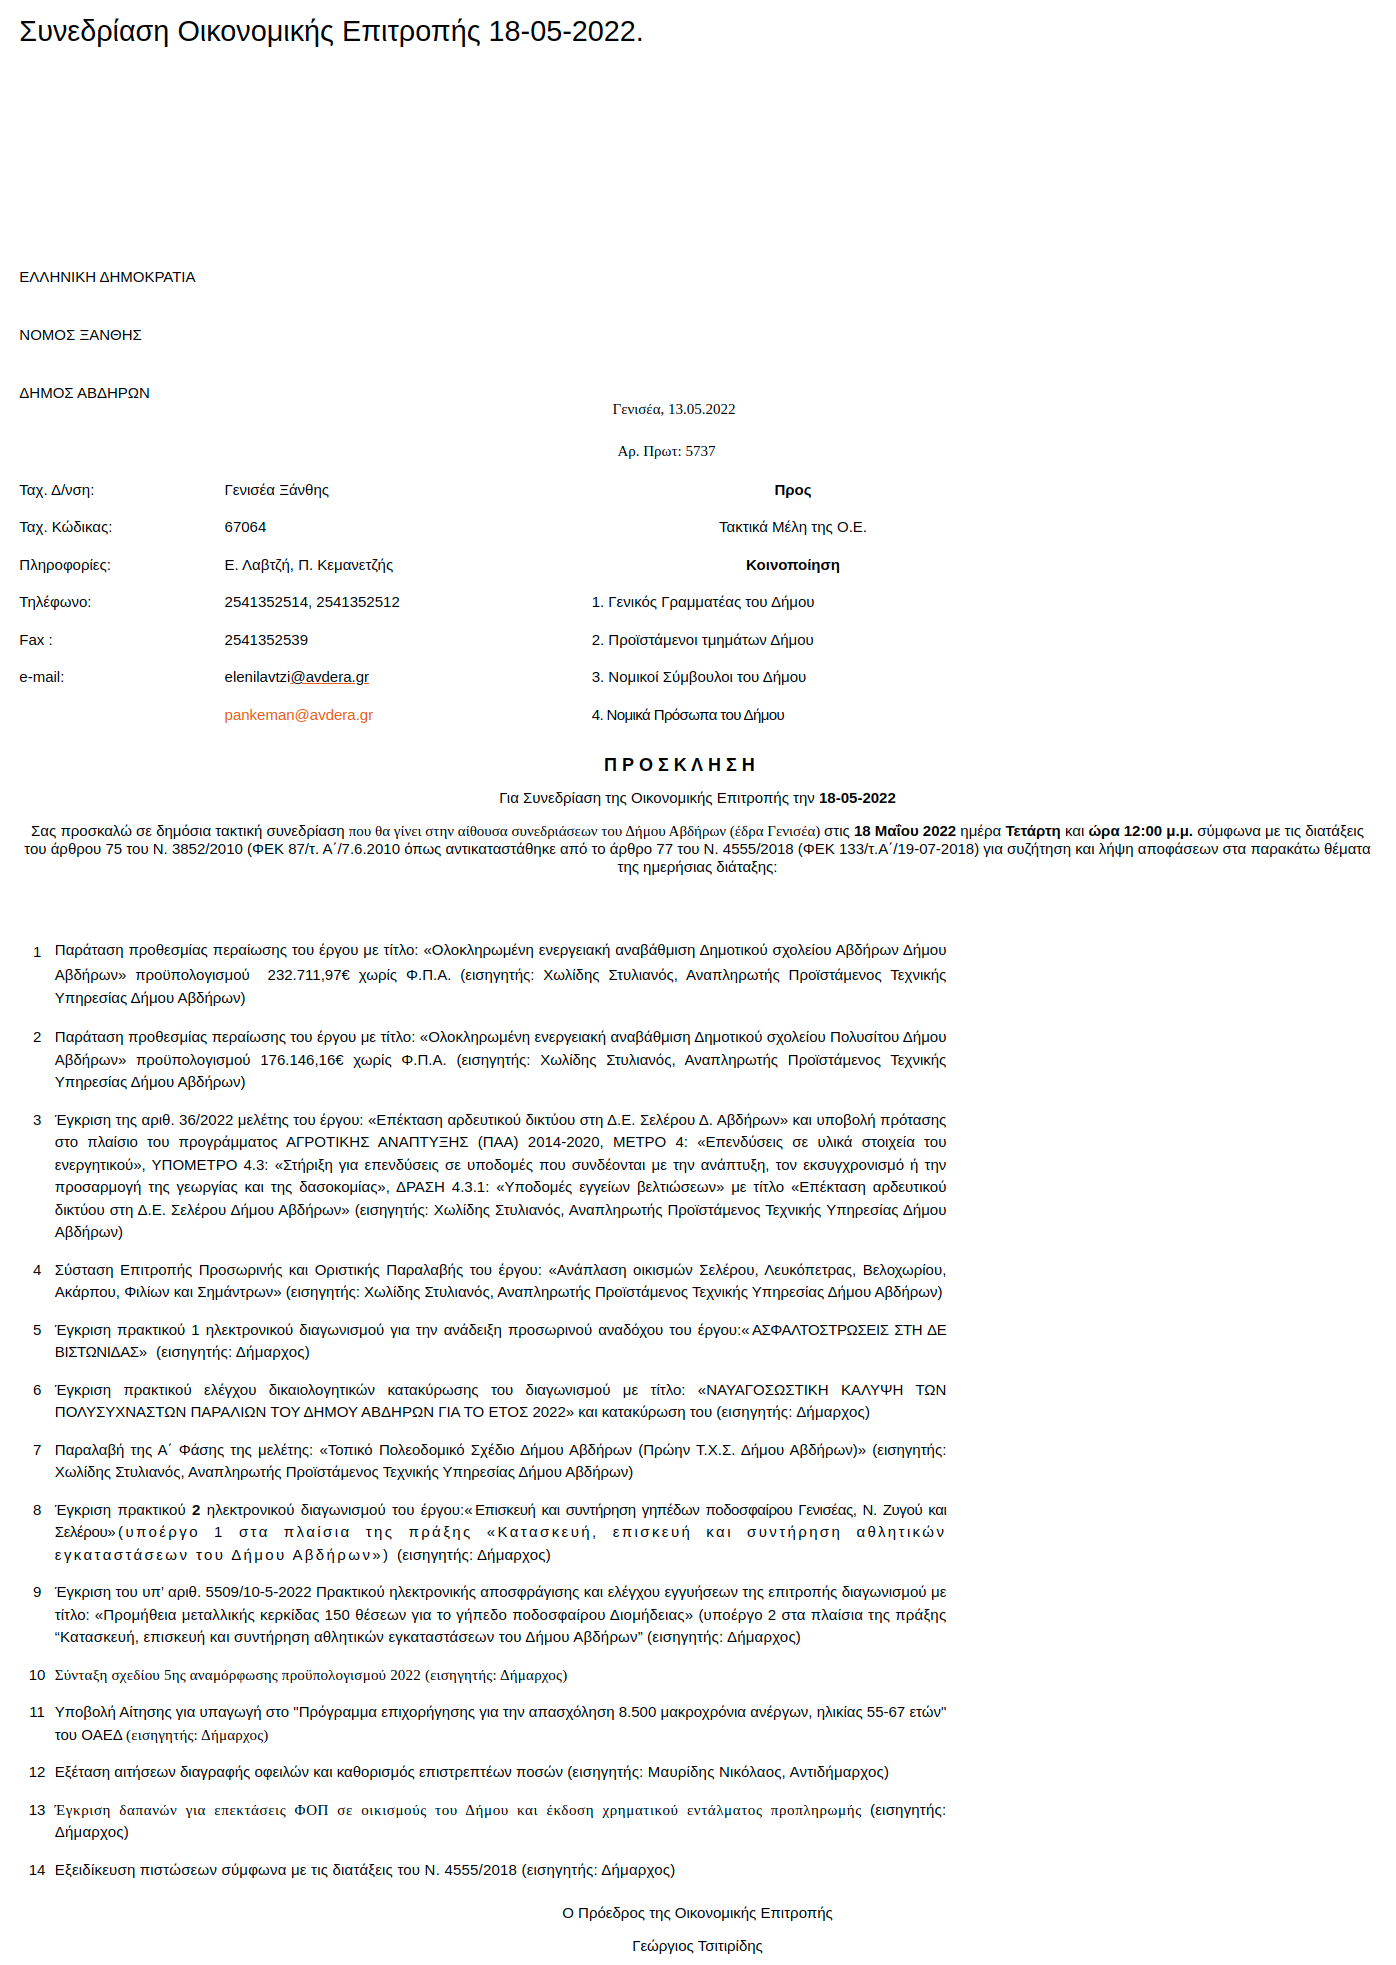 Συνεδρίαση Οικονομικής Επιτροπής 18-05-2022.
ΕΛΛΗΝΙΚΗ ΔΗΜΟΚΡΑΤΙΑ
ΝΟΜΟΣ ΞΑΝΘΗΣ
ΔΗΜΟΣ ΑΒΔΗΡΩΝ
Γενισέα, 13.05.2022
Αρ. Πρωτ: 5737
Ταχ. Δ/νση: Γενισέα Ξάνθης Προς
Ταχ. Κώδικας: 67064 Τακτικά Μέλη της Ο.Ε.
Πληροφορίες: Ε. Λαβτζή, Π. Κεμανετζής Κοινοποίηση
Τηλέφωνο: 2541352514, 2541352512 1. Γενικός Γραμματέας του Δήμου
Fax : 2541352539 2. Προϊστάμενοι τμημάτων Δήμου
e-mail: elenilavtzi@avdera.gr 3. Νομικοί Σύμβουλοι του Δήμου
pankeman@avdera.gr 4. Νομικά Πρόσωπα του Δήμου
Π Ρ Ο Σ Κ Λ Η Σ Η
Για Συνεδρίαση της Οικονομικής Επιτροπής την 18-05-2022
Σας προσκαλώ σε δημόσια τακτική συνεδρίαση που θα γίνει στην αίθουσα συνεδριάσεων του Δήμου Αβδήρων (έδρα Γενισέα) στις 18 Μαΐου 2022 ημέρα Τετάρτη και ώρα 12:00 μ.μ. σύμφωνα με τις διατάξεις
του άρθρου 75 του Ν. 3852/2010 (ΦΕΚ 87/τ. Α΄/7.6.2010 όπως αντικαταστάθηκε από το άρθρο 77 του Ν. 4555/2018 (ΦΕΚ 133/τ.Α΄/19-07-2018) για συζήτηση και λήψη αποφάσεων στα παρακάτω θέματα
της ημερήσιας διάταξης:
1 Παράταση προθεσμίας περαίωσης του έργου με τίτλο: «Ολοκληρωμένη ενεργειακή αναβάθμιση Δημοτικού σχολείου Αβδήρων Δήμου
Αβδήρων» προϋπολογισμού 232.711,97€ χωρίς Φ.Π.Α. (εισηγητής: Χωλίδης Στυλιανός, Αναπληρωτής Προϊστάμενος Τεχνικής
Υπηρεσίας Δήμου Αβδήρων)
2 Παράταση προθεσμίας περαίωσης του έργου με τίτλο: «Ολοκληρωμένη ενεργειακή αναβάθμιση Δημοτικού σχολείου Πολυσίτου Δήμου
Αβδήρων» προϋπολογισμού 176.146,16€ χωρίς Φ.Π.Α. (εισηγητής: Χωλίδης Στυλιανός, Αναπληρωτής Προϊστάμενος Τεχνικής
Υπηρεσίας Δήμου Αβδήρων)
3 Έγκριση της αριθ. 36/2022 μελέτης του έργου: «Επέκταση αρδευτικού δικτύου στη Δ.Ε. Σελέρου Δ. Αβδήρων» και υποβολή πρότασης
στο πλαίσιο του προγράμματος ΑΓΡΟΤΙΚΗΣ ΑΝΑΠΤΥΞΗΣ (ΠΑΑ) 2014-2020, ΜΕΤΡΟ 4: «Επενδύσεις σε υλικά στοιχεία του
ενεργητικού», ΥΠΟΜΕΤΡΟ 4.3: «Στήριξη για επενδύσεις σε υποδομές που συνδέονται με την ανάπτυξη, τον εκσυγχρονισμό ή την
προσαρμογή της γεωργίας και της δασοκομίας», ΔΡΑΣΗ 4.3.1: «Υποδομές εγγείων βελτιώσεων» με τίτλο «Επέκταση αρδευτικού
δικτύου στη Δ.Ε. Σελέρου Δήμου Αβδήρων» (εισηγητής: Χωλίδης Στυλιανός, Αναπληρωτής Προϊστάμενος Τεχνικής Υπηρεσίας Δήμου
Αβδήρων)
4 Σύσταση Επιτροπής Προσωρινής και Οριστικής Παραλαβής του έργου: «Ανάπλαση οικισμών Σελέρου, Λευκόπετρας, Βελοχωρίου,
Ακάρπου, Φιλίων και Σημάντρων» (εισηγητής: Χωλίδης Στυλιανός, Αναπληρωτής Προϊστάμενος Τεχνικής Υπηρεσίας Δήμου Αβδήρων)
5 Έγκριση πρακτικού 1 ηλεκτρονικού διαγωνισμού για την ανάδειξη προσωρινού αναδόχου του έργου:«ΑΣΦΑΛΤΟΣΤΡΩΣΕΙΣ ΣΤΗ ΔΕ
ΒΙΣΤΩΝΙΔΑΣ» (εισηγητής: Δήμαρχος)
6 Έγκριση πρακτικού ελέγχου δικαιολογητικών κατακύρωσης του διαγωνισμού με τίτλο: «ΝΑΥΑΓΟΣΩΣΤΙΚΗ ΚΑΛΥΨΗ ΤΩΝ
ΠΟΛΥΣΥΧΝΑΣΤΩΝ ΠΑΡΑΛΙΩΝ ΤΟΥ ΔΗΜΟΥ ΑΒΔΗΡΩΝ ΓΙΑ ΤΟ ΕΤΟΣ 2022» και κατακύρωση του (εισηγητής: Δήμαρχος)
7 Παραλαβή της Α΄ Φάσης της μελέτης: «Τοπικό Πολεοδομικό Σχέδιο Δήμου Αβδήρων (Πρώην Τ.Χ.Σ. Δήμου Αβδήρων)» (εισηγητής:
Χωλίδης Στυλιανός, Αναπληρωτής Προϊστάμενος Τεχνικής Υπηρεσίας Δήμου Αβδήρων)
8 Έγκριση πρακτικού 2 ηλεκτρονικού διαγωνισμού του έργου:«Επισκευή και συντήρηση γηπέδων ποδοσφαίρου Γενισέας, Ν. Ζυγού και
Σελέρου»(υποέργο 1 στα πλαίσια της πράξης «Κατασκευή, επισκευή και συντήρηση αθλητικών
εγκαταστάσεων του Δήμου Αβδήρων») (εισηγητής: Δήμαρχος)
9 Έγκριση του υπ’ αριθ. 5509/10-5-2022 Πρακτικού ηλεκτρονικής αποσφράγισης και ελέγχου εγγυήσεων της επιτροπής διαγωνισμού με
τίτλο: «Προμήθεια μεταλλικής κερκίδας 150 θέσεων για το γήπεδο ποδοσφαίρου Διομήδειας» (υποέργο 2 στα πλαίσια της πράξης
“Κατασκευή, επισκευή και συντήρηση αθλητικών εγκαταστάσεων του Δήμου Αβδήρων” (εισηγητής: Δήμαρχος)
10 Σύνταξη σχεδίου 5ης αναμόρφωσης προϋπολογισμού 2022 (εισηγητής: Δήμαρχος)
11 Υποβολή Αίτησης για υπαγωγή στο "Πρόγραμμα επιχορήγησης για την απασχόληση 8.500 μακροχρόνια ανέργων, ηλικίας 55-67 ετών"
του ΟΑΕΔ (εισηγητής: Δήμαρχος)
12 Εξέταση αιτήσεων διαγραφής οφειλών και καθορισμός επιστρεπτέων ποσών (εισηγητής: Μαυρίδης Νικόλαος, Αντιδήμαρχος)
13 Έγκριση δαπανών για επεκτάσεις ΦΟΠ σε οικισμούς του Δήμου και έκδοση χρηματικού εντάλματος προπληρωμής (εισηγητής:
Δήμαρχος)
14 Εξειδίκευση πιστώσεων σύμφωνα με τις διατάξεις του Ν. 4555/2018 (εισηγητής: Δήμαρχος)
Ο Πρόεδρος της Οικονομικής Επιτροπής
Γεώργιος Τσιτιρίδης